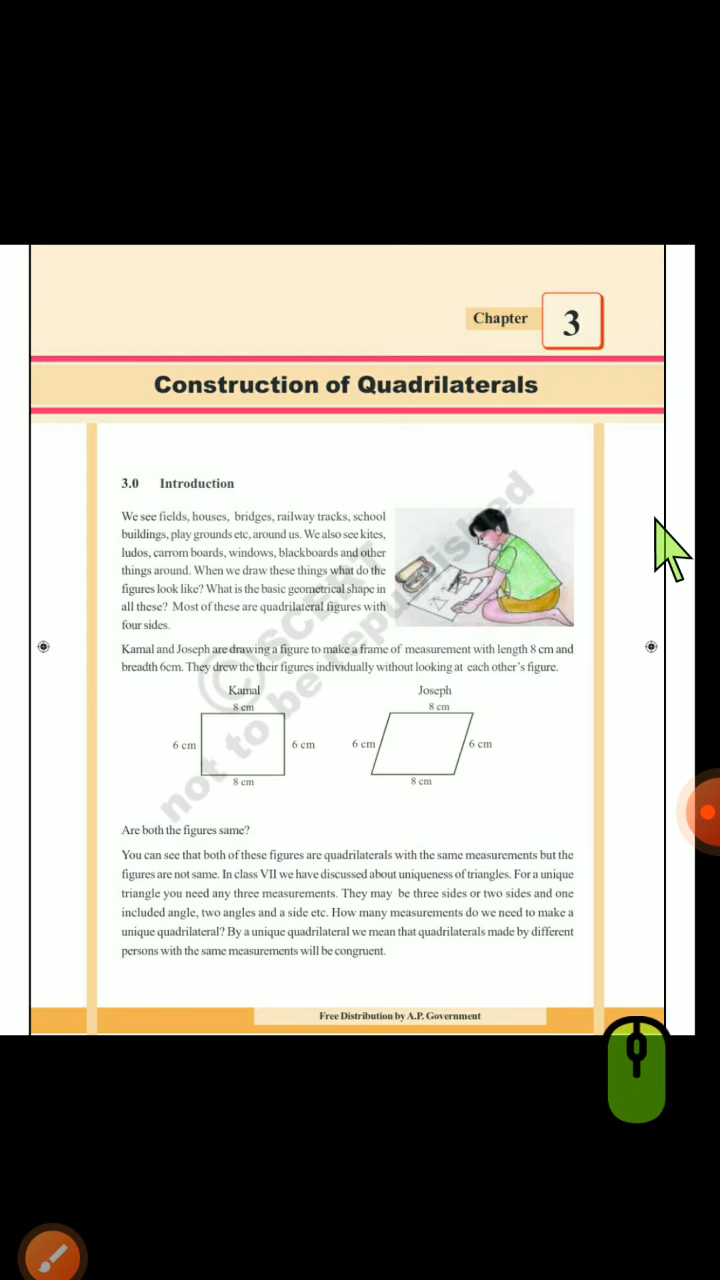 Chapter 3
Construction of Quadrilaterals
3.0 Introduction
We see fields, houses, bridges, railway tracks, school
buildings, play grounds etc, around us. We also see kites,
ludos, carrom boards, windows, blackboards and other
things around. When we draw these things what do the
figures look like? What is the basic geometrical shape in
all these? Most of these are quadrilateral figures with
four sides.
Kamal and Joseph are drawing a figure to make a frame of measurement with length 8 cm and
breadth 6cm. They drew the their figures individually without looking at each other's figure.
Kamal Joseph
8 cm 8 cm
6 cm 6 cm 6 cm 6 cm
8 cm 8 cm
Are both the figures same?
You can see that both of these figures are quadrilaterals with the same measurements but the
figures are not same. In class VII we have discussed about uniqueness of triangles. For a unique
triangle you need any three measurements. They may be three sides or two sides and one
included angle, two angles and a side etc. How many measurements do we need to make a
unique quadrilateral? By a unique quadrilateral we mean that quadrilaterals made by different
persons with the same measurements will be congruent.
Free Distribution by A.P. Government
©SCERT
not to be republished